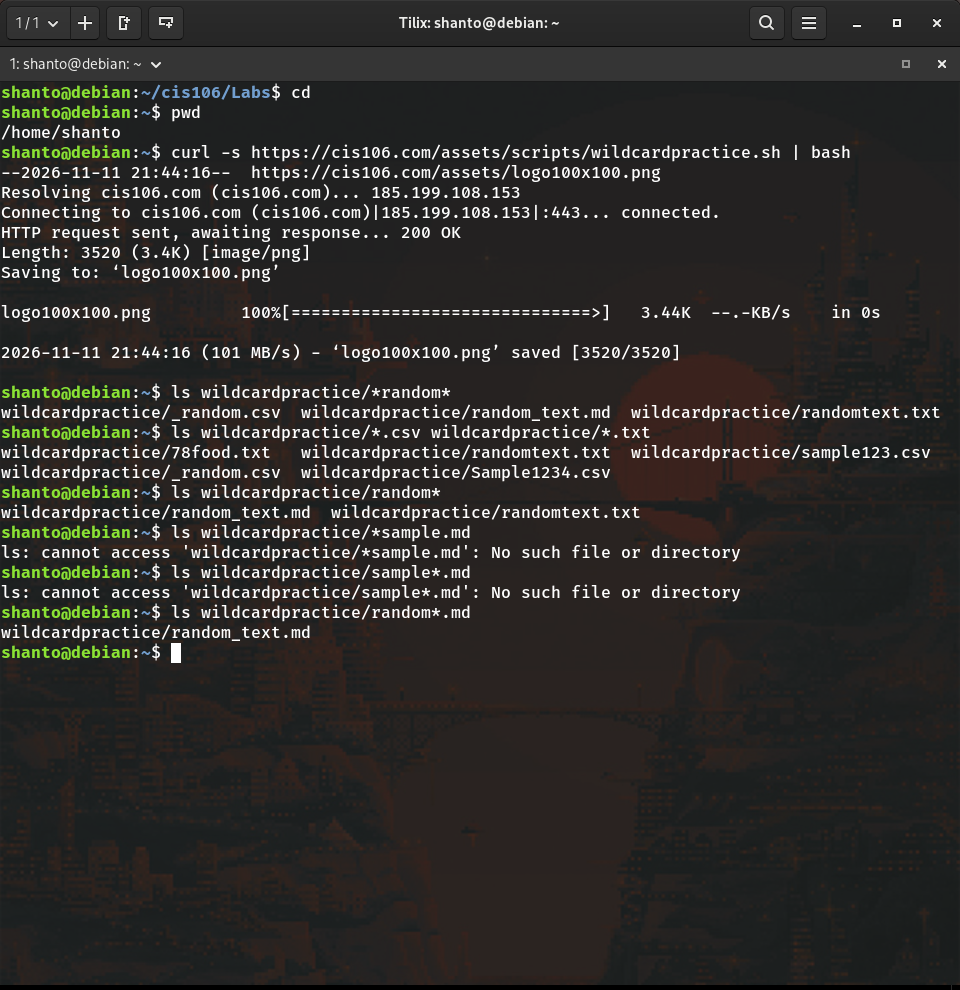 1 / 1
Tilix: shanto@debian: ~
1: shanto@debian: ~
shanto@debian:~/cis106/Labs$ cd
shanto@debian:~$ pwd
/home/shanto
shanto@debian:~$ curl -s https://cis106.com/assets/scripts/wildcardpractice.sh | bash
--2026-11-11 21:44:16--  https://cis106.com/assets/logo100x100.png
Resolving cis106.com (cis106.com)... 185.199.108.153
Connecting to cis106.com (cis106.com)|185.199.108.153|:443... connected.
HTTP request sent, awaiting response... 200 OK
Length: 3520 (3.4K) [image/png]
Saving to: ‘logo100x100.png’
logo100x100.png         100%[==============================>]   3.44K  --.-KB/s    in 0s
2026-11-11 21:44:16 (101 MB/s) - ‘logo100x100.png’ saved [3520/3520]
shanto@debian:~$ ls wildcardpractice/*random*
wildcardpractice/_random.csv  wildcardpractice/random_text.md  wildcardpractice/randomtext.txt
shanto@debian:~$ ls wildcardpractice/*.csv wildcardpractice/*.txt
wildcardpractice/78food.txt   wildcardpractice/randomtext.txt  wildcardpractice/sample123.csv
wildcardpractice/_random.csv  wildcardpractice/Sample1234.csv
shanto@debian:~$ ls wildcardpractice/random*
wildcardpractice/random_text.md  wildcardpractice/randomtext.txt
shanto@debian:~$ ls wildcardpractice/*sample.md
ls: cannot access 'wildcardpractice/*sample.md': No such file or directory
shanto@debian:~$ ls wildcardpractice/sample*.md
ls: cannot access 'wildcardpractice/sample*.md': No such file or directory
shanto@debian:~$ ls wildcardpractice/random*.md
wildcardpractice/random_text.md
shanto@debian:~$